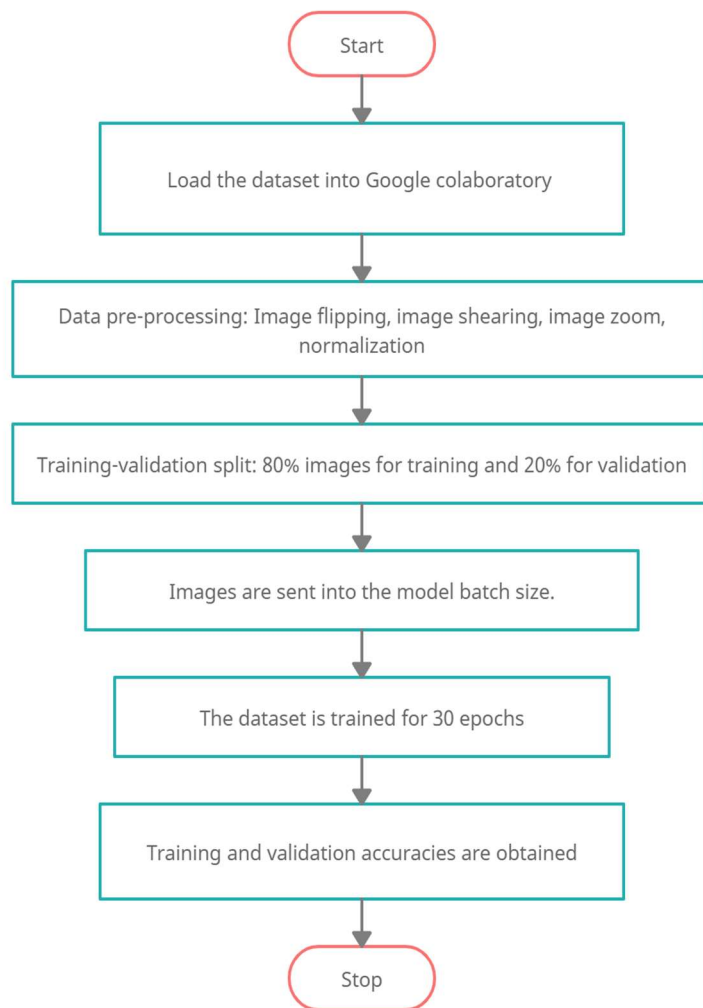 Start
Load the dataset into Google colaboratory
Data pre-processing: Image flipping, image shearing, image zoom,
normalization
Training-validation split: 80% images for training and 20% for validation
Images are sent into the model batch size.
The dataset is trained for 30 epochs
Training and validation accuracies are obtained
Stop